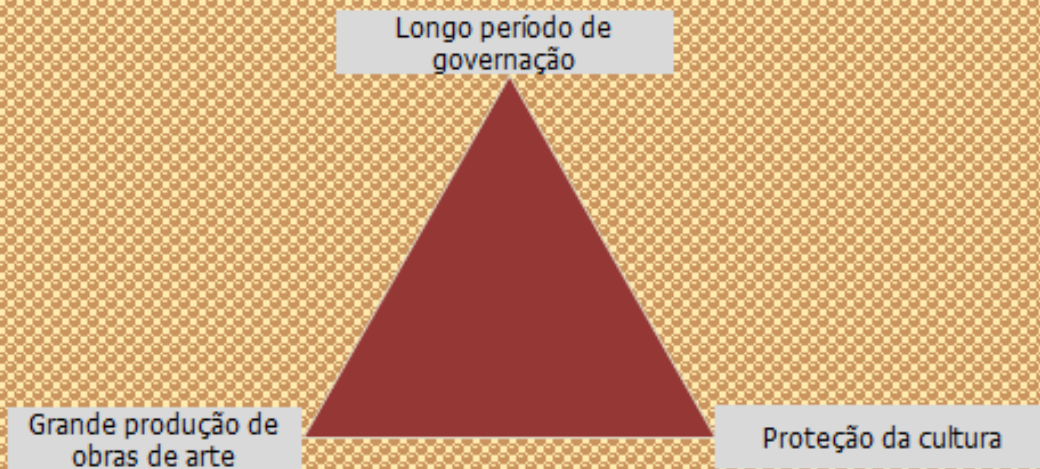 Longo período de
governação
Grande produção de
obras de arte
Proteção da cultura